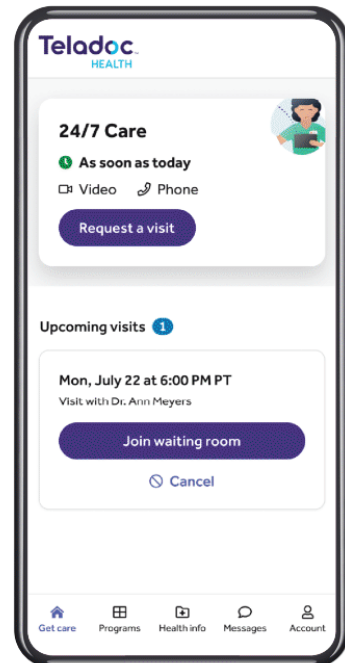 Teladoc
HEALTH
24/7 Care
As soon as today
Video Phone
Request a visit
Upcoming visits 1
Mon, July 22 at 6:00 PM PT
Visit with Dr. Ann Meyers
Join waiting room
Cancel
Get care Programs Health info Messages Account